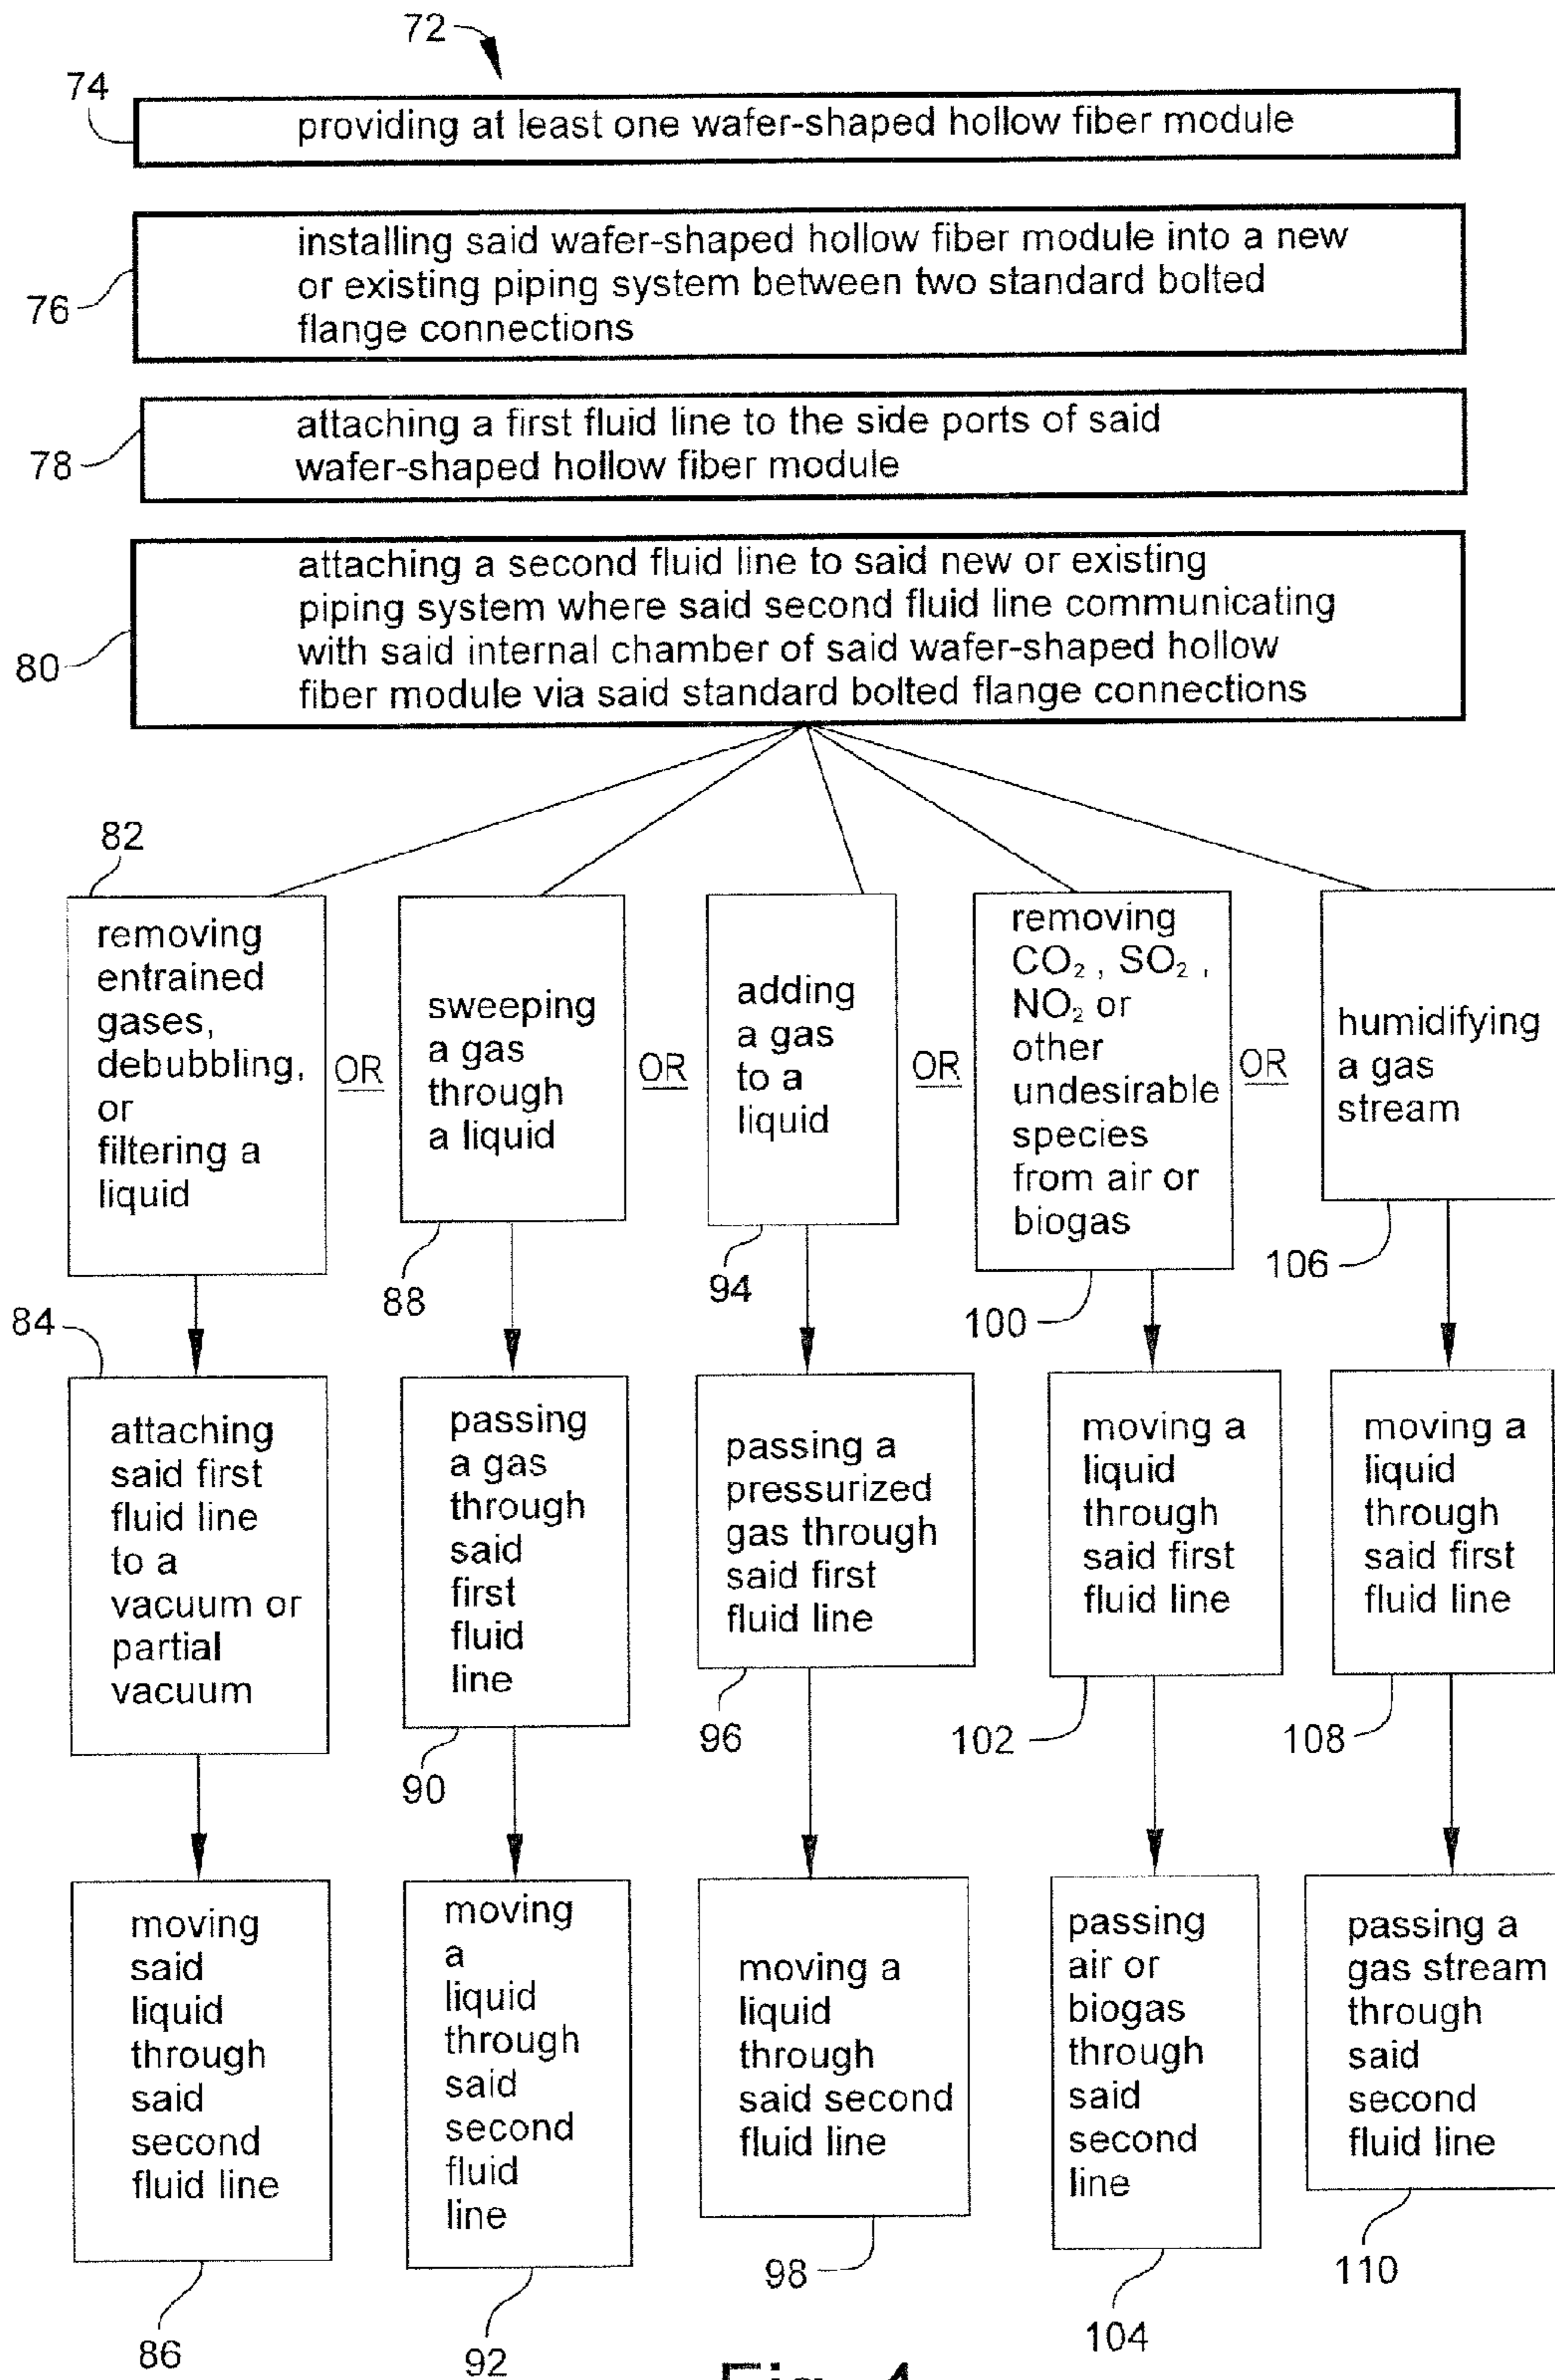 72
74
providing at least one wafer-shaped hollow fiber module
76
installing said wafer-shaped hollow fiber module into a new
or existing piping system between two standard bolted
flange connections
78
attaching a first fluid line to the side ports of said
wafer-shaped hollow fiber module
80
attaching a second fluid line to said new or existing
piping system where said second fluid line communicating
with said internal chamber of said wafer-shaped hollow
fiber module via said standard bolted flange connections
82
removing
entrained
gases,
debubbling,
or
filtering a
liquid
OR
sweeping
a gas
through
a liquid
88
OR
adding
a gas
to a
liquid
94
OR
removing
CO₂ , SO₂ ,
NO₂ or
other
undesirable
species
from air or
biogas
100
OR
humidifying
a gas
stream
106
84
attaching
said first
fluid line
to a
vacuum or
partial
vacuum
passing
a gas
through
said
first
fluid
line
90
passing a
pressurized
gas through
said first
fluid line
96
moving a
liquid
through
said first
fluid line
102
moving a
liquid
through
said first
fluid line
108
moving
said
liquid
through
said
second
fluid line
86
moving
a
liquid
through
said
second
fluid
line
92
moving a
liquid
through
said second
fluid line
98
passing
air or
biogas
through
said
second
line
104
passing a
gas stream
through
said
second
fluid line
110